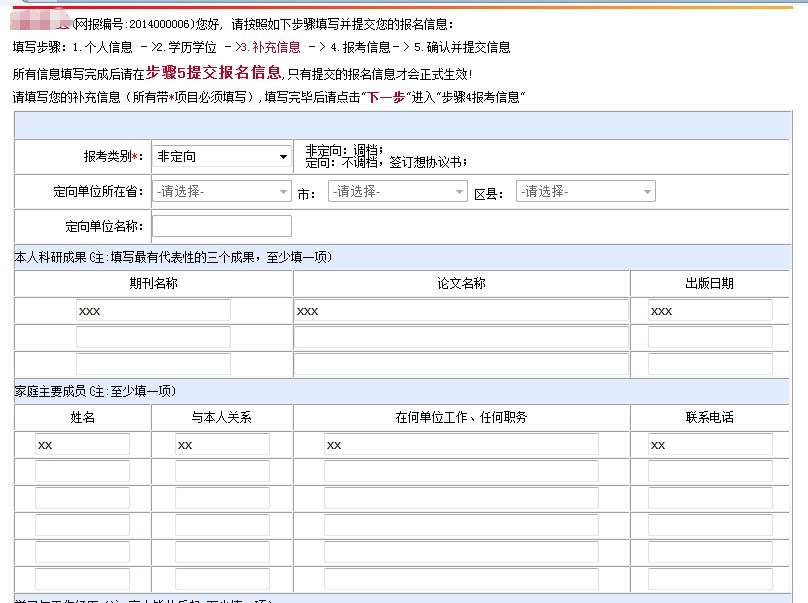 (网报编号:2014000006)您好, 请按照如下步骤填写并提交您的报名信息:
填写步骤: 1.个人信息 ->2.学历学位 ->3.补充信息 -> 4.报考信息-> 5.确认并提交信息
所有信息填写完成后请在步骤5提交报名信息,只有提交的报名信息才会正式生效!
请填写您的补充信息(所有带*项目必须填写),填写完毕后请点击“下一步”进入“步骤4报考信息”
报考类别*: 非定向 非定向: 调档;
定向: 不调档, 签订想协议书;
定向单位所在省: -请选择- 市: -请选择- 区县: -请选择-
定向单位名称:
本人科研成果(注:填写最有代表性的三个成果, 至少填一项)
期刊名称 论文名称 出版日期
xxx xxx xxx
家庭主要成员(注:至少填一项)
姓名 与本人关系 在何单位工作、任何职务 联系电话
xx xx xx xx